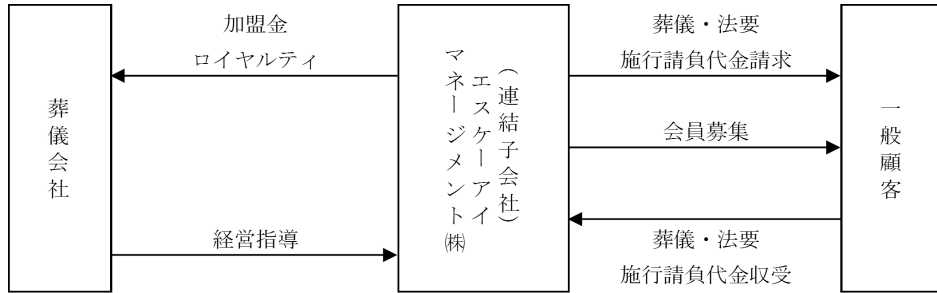 葬儀会社
加盟金
ロイヤルティ
経営指導
(連結子会社)
エスケーアイ
マネージメント㈱
葬儀・法要
施行請負代金請求
会員募集
葬儀・法要
施行請負代金収受
一般顧客